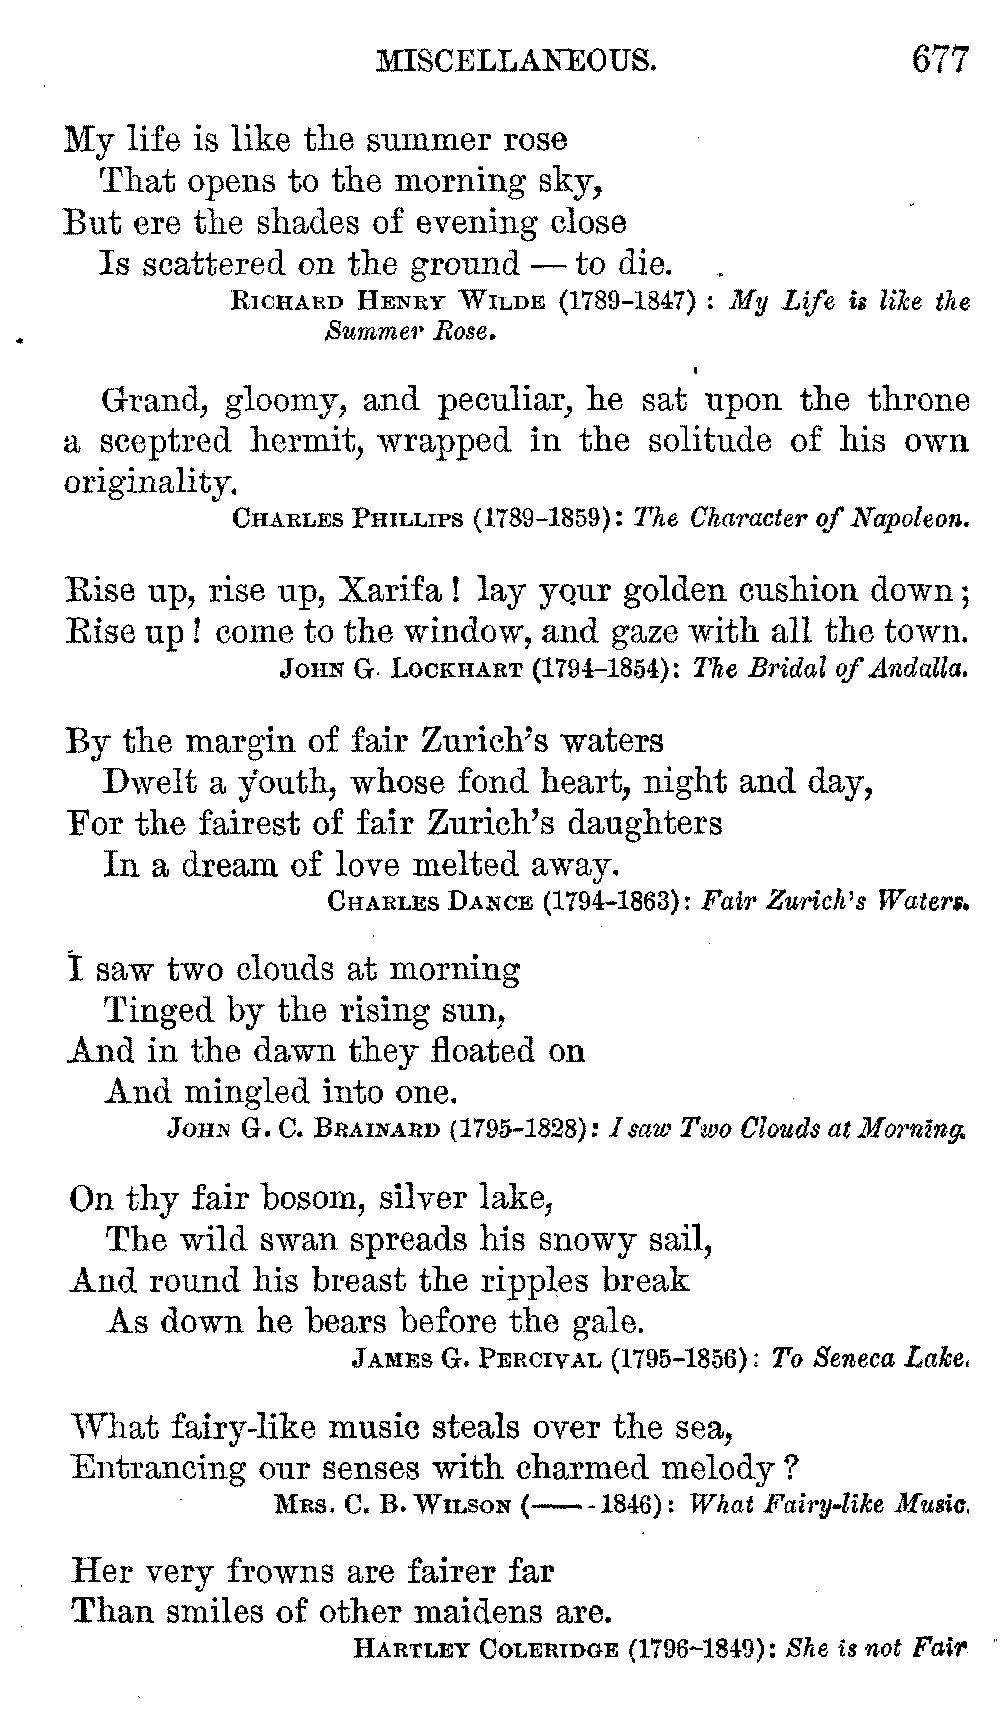 MISCELLANEOUS. 677
My life is like the summer rose
That opens to the morning sky,
But ere the shades of evening close
Is scattered on the ground — to die.
RICHARD HENRY WILDE (1789–1847) : My Life is like the
Summer Rose.
Grand, gloomy, and peculiar, he sat upon the throne
a sceptred hermit, wrapped in the solitude of his own
originality.
CHARLES PHILLIPS (1789–1859): The Character of Napoleon.
Rise up, rise up, Xarifa! lay your golden cushion down;
Rise up! come to the window, and gaze with all the town.
JOHN G. LOCKHART (1794–1854): The Bridal of Andalla.
By the margin of fair Zurich's waters
Dwelt a youth, whose fond heart, night and day,
For the fairest of fair Zurich's daughters
In a dream of love melted away.
CHARLES DANCE (1794–1863): Fair Zurich's Waters.
I saw two clouds at morning
Tinged by the rising sun,
And in the dawn they floated on
And mingled into one.
JOHN G. C. BRAINARD (1795–1828): I saw Two Clouds at Morning.
On thy fair bosom, silver lake,
The wild swan spreads his snowy sail,
And round his breast the ripples break
As down he bears before the gale.
JAMES G. PERCIVAL (1795–1856): To Seneca Lake.
What fairy-like music steals over the sea,
Entrancing our senses with charmed melody?
MRS. C. B. WILSON (—— -1846): What Fairy-like Music.
Her very frowns are fairer far
Than smiles of other maidens are.
HARTLEY COLERIDGE (1796–1849): She is not Fair